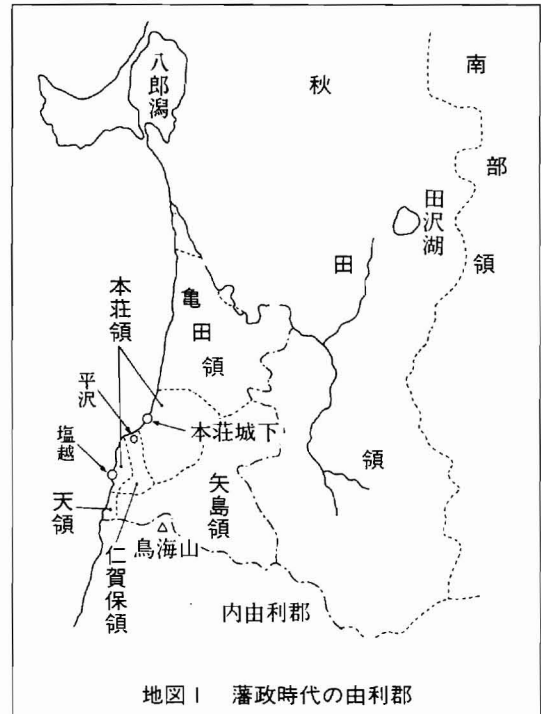 八郎潟
秋田領
南部領
田沢湖
亀田領
本荘領
平沢
本荘城下
塩越
天領
仁賀保領
矢島領
鳥海山
内由利郡
地図I 藩政時代の由利郡